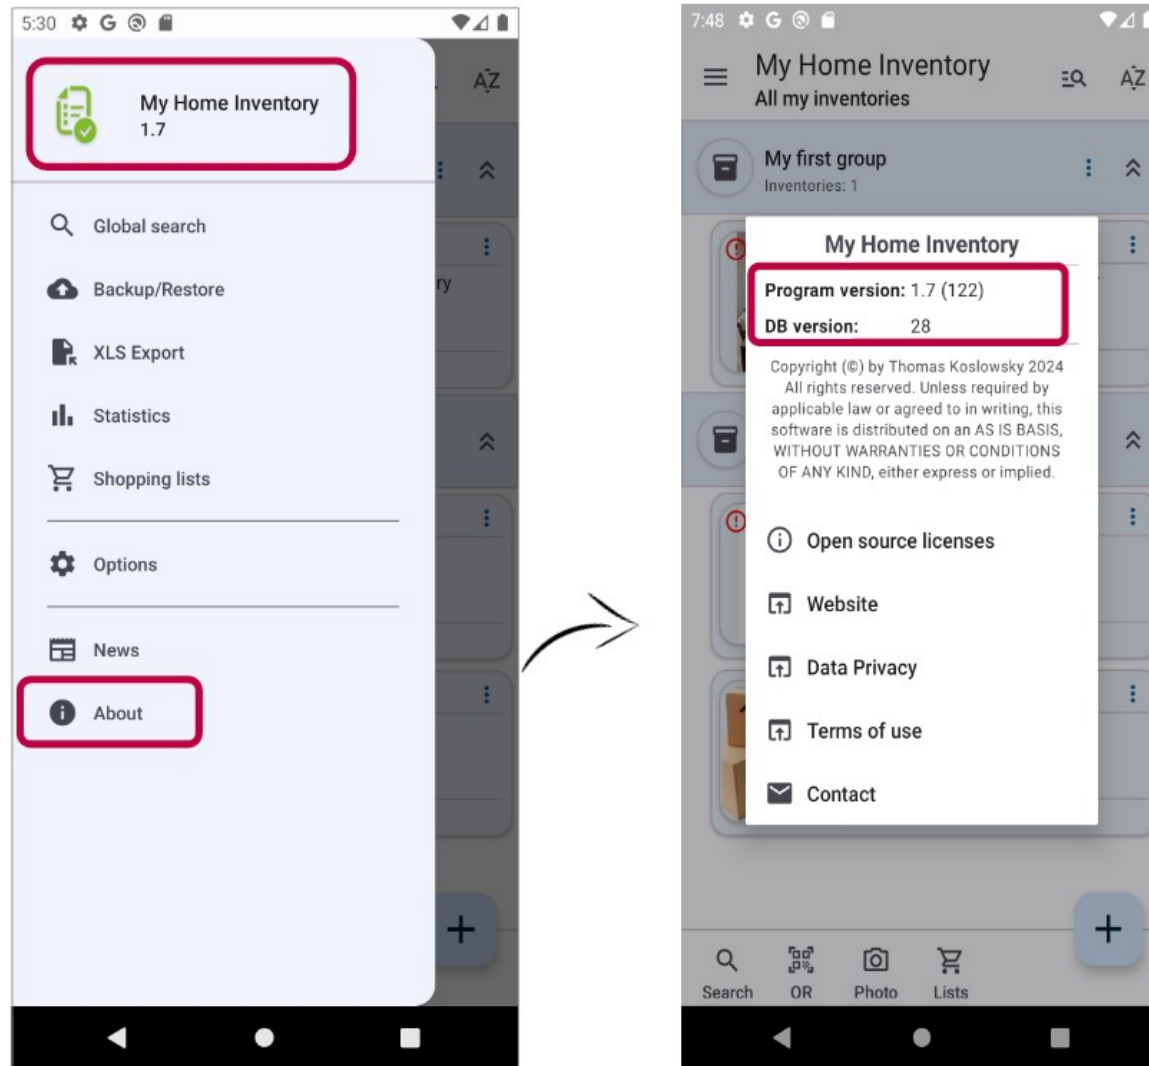 5:30
AZ
My Home Inventory
1.7
Global search
ry
Backup/Restore
XLS Export
Statistics
Shopping lists
Options
News
About
7:48
My Home Inventory
All my inventories
AZ
My first group
Inventories: 1
My Home Inventory
Program version: 1.7 (122)
DB version: 28
Copyright (©) by Thomas Koslowsky 2024
All rights reserved. Unless required by
applicable law or agreed to in writing, this
software is distributed on an AS IS BASIS,
WITHOUT WARRANTIES OR CONDITIONS
OF ANY KIND, either express or implied.
Open source licenses
Website
Data Privacy
Terms of use
Contact
Search
QR
Photo
Lists